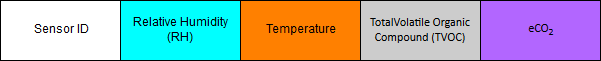 Sensor ID
Relative Humidity
(RH)
Temperature
TotalVolatile Organic
Compound (TVOC)
eCO₂